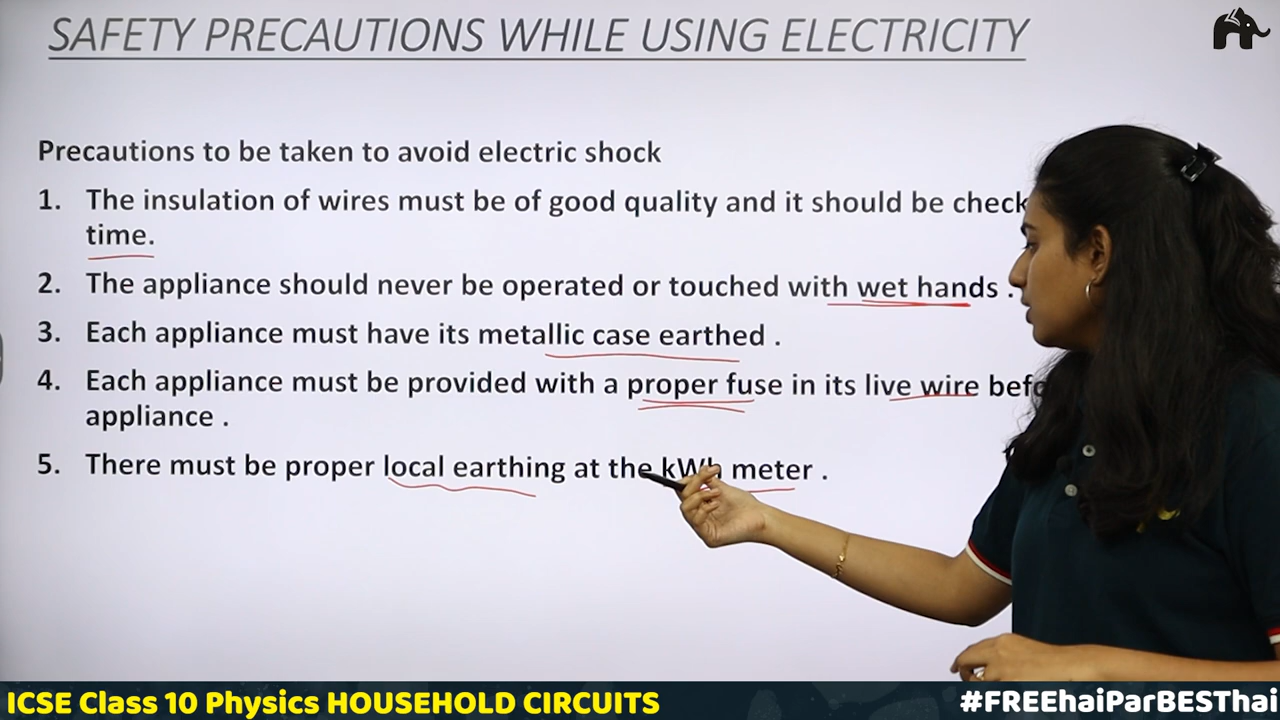 SAFETY PRECAUTIONS WHILE USING ELECTRICITY
Precautions to be taken to avoid electric shock
1. The insulation of wires must be of good quality and it should be check
time.
2. The appliance should never be operated or touched with wet hands .
3. Each appliance must have its metallic case earthed .
4. Each appliance must be provided with a proper fuse in its live wire
appliance .
5. There must be proper local earthing at the kWh meter .
ICSE Class 10 Physics HOUSEHOLD CIRCUITS
#FREEhaiParBESThai